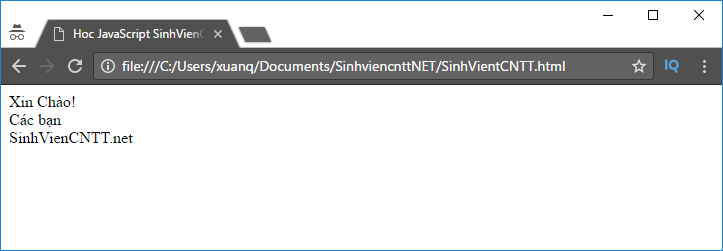 Hoc JavaScript SinhVienC
file:///C:/Users/xuanq/Documents/SinhviencnttNET/SinhVientCNTT.html
IQ
Xin Chào!
Các bạn
SinhVienCNTT.net